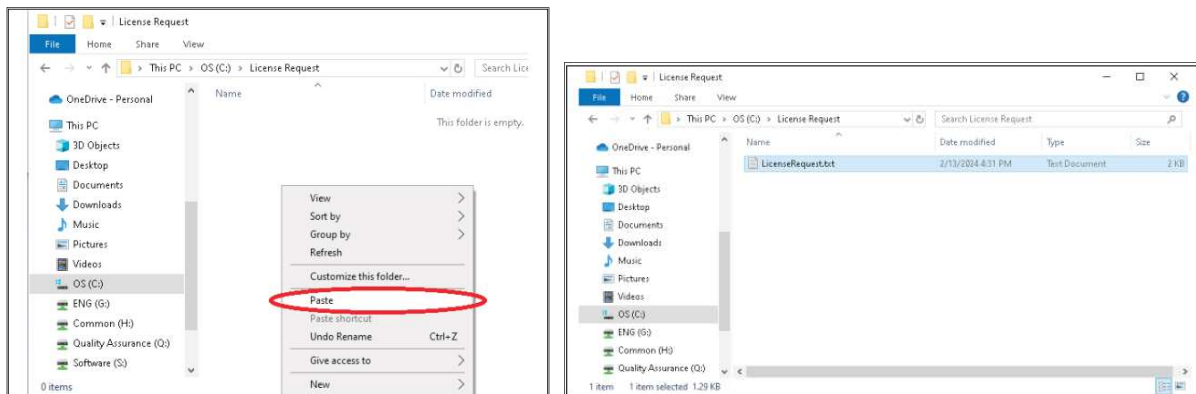 License Request
File Home Share View
This PC > OS (C:) > License Request Search Lice
Name Date modified
OneDrive - Personal
This folder is empty.
This PC
3D Objects
Desktop
Documents
Downloads
Music
Pictures
Videos
OS (C:)
ENG (G:)
Common (H:)
Quality Assurance (Q:)
Software (S:)
0 items
View
Sort by
Group by
Refresh
Customize this folder...
Paste
Paste shortcut
Undo Rename Ctrl+Z
Give access to
New
License Request
File Home Share View
This PC > OS (C:) > License Request Search License Request
Name Date modified Type Size
LicenseRequest.txt 2/13/2024 4:31 PM Text Document 2 KB
OneDrive - Personal
This PC
3D Objects
Desktop
Documents
Downloads
Music
Pictures
Videos
OS (C:)
ENG (G:)
Common (H:)
Quality Assurance (Q:)
1 item 1 item selected 1.29 KB